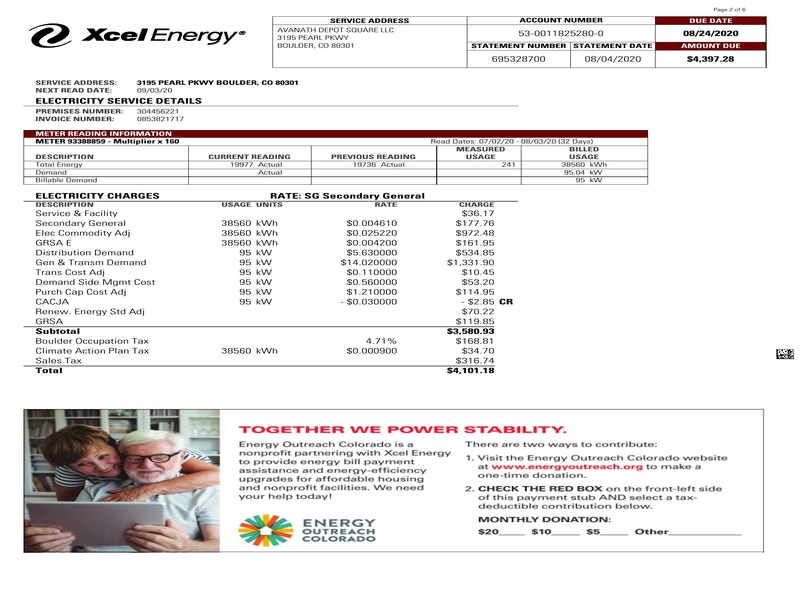 Page 2 of 6
XcelEnergy®
SERVICE ADDRESS
AVANATH DEPOT SQUARE LLC
3195 PEARL PKWY
BOULDER, CO 80301
ACCOUNT NUMBER
53-0011825280-0
STATEMENT NUMBER STATEMENT DATE
695328700 08/04/2020
DUE DATE
08/24/2020
AMOUNT DUE
$4,397.28
SERVICE ADDRESS: 3195 PEARL PKWY BOULDER, CO 80301
NEXT READ DATE: 09/03/20
ELECTRICITY SERVICE DETAILS
PREMISES NUMBER: 304456221
INVOICE NUMBER: 0853821717
METER READING INFORMATION
METER 93388859 - Multiplier x 160 Read Dates: 07/02/20 - 08/03/20 (32 Days)
DESCRIPTION CURRENT READING PREVIOUS READING MEASURED USAGE BILLED USAGE
Total Energy 19977 Actual 19736 Actual 241 38560 kWh
Demand Actual 95.04 kW
Billable Demand 95 kW
ELECTRICITY CHARGES RATE: SG Secondary General
DESCRIPTION USAGE UNITS RATE CHARGE
Service & Facility $36.17
Secondary General 38560 kWh $0.004610 $177.76
Elec Commodity Adj 38560 kWh $0.025220 $972.48
GRSA E 38560 kWh $0.004200 $161.95
Distribution Demand 95 kW $5.630000 $534.85
Gen & Transm Demand 95 kW $14.020000 $1,331.90
Trans Cost Adj 95 kW $0.110000 $10.45
Demand Side Mgmt Cost 95 kW $0.560000 $53.20
Purch Cap Cost Adj 95 kW $1.210000 $114.95
CACJA 95 kW - $0.030000 - $2.85 CR
Renew. Energy Std Adj $70.22
GRSA $119.85
Subtotal $3,580.93
Boulder Occupation Tax 4.71% $168.81
Climate Action Plan Tax 38560 kWh $0.000900 $34.70
Sales Tax $316.74
Total $4,101.18
TOGETHER WE POWER STABILITY.
Energy Outreach Colorado is a
nonprofit partnering with Xcel Energy
to provide energy bill payment
assistance and energy-efficiency
upgrades for affordable housing
and nonprofit facilities. We need
your help today!
ENERGY
OUTREACH
COLORADO
There are two ways to contribute:
1. Visit the Energy Outreach Colorado website
at www.energyoutreach.org to make a
one-time donation.
2. CHECK THE RED BOX on the front-left side
of this payment stub AND select a tax-
deductible contribution below.
MONTHLY DONATION:
$20_____ $10_____ $5_____ Other______________